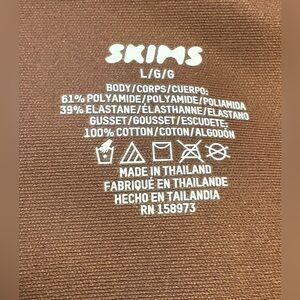 SKIMS
L/G/G
BODY/CORPS/CUERPO:
61% POLYAMIDE/POLYAMIDE/POLIAMIDA
39% ELASTANE/ÉLASTHANNE/ELASTANO
GUSSET/GOUSSET/ESCUDETE:
100% COTTON/COTON/ALGODÓN
MADE IN THAILAND
FABRIQUÉ EN THAILANDE
HECHO EN TAILANDIA
RN 158973